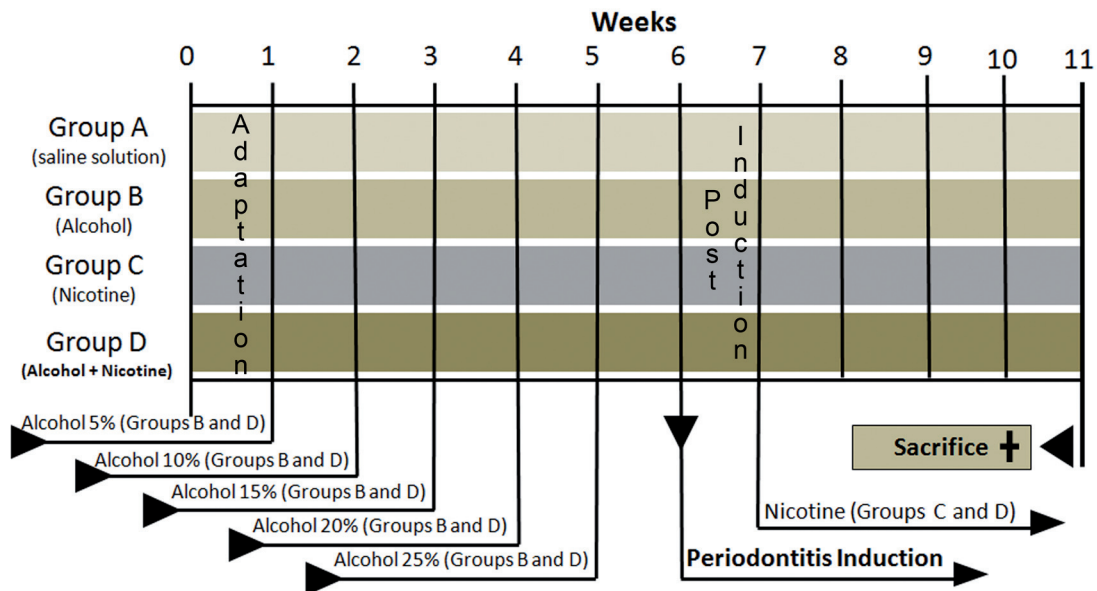 Weeks
0 1 2 3 4 5 6 7 8 9 10 11
Group A
(saline solution)
Group B
(Alcohol)
Group C
(Nicotine)
Group D
(Alcohol + Nicotine)
Adaptation
Post
Induction
Alcohol 5% (Groups B and D)
Alcohol 10% (Groups B and D)
Alcohol 15% (Groups B and D)
Alcohol 20% (Groups B and D)
Alcohol 25% (Groups B and D)
Sacrifice
Nicotine (Groups C and D)
Periodontitis Induction